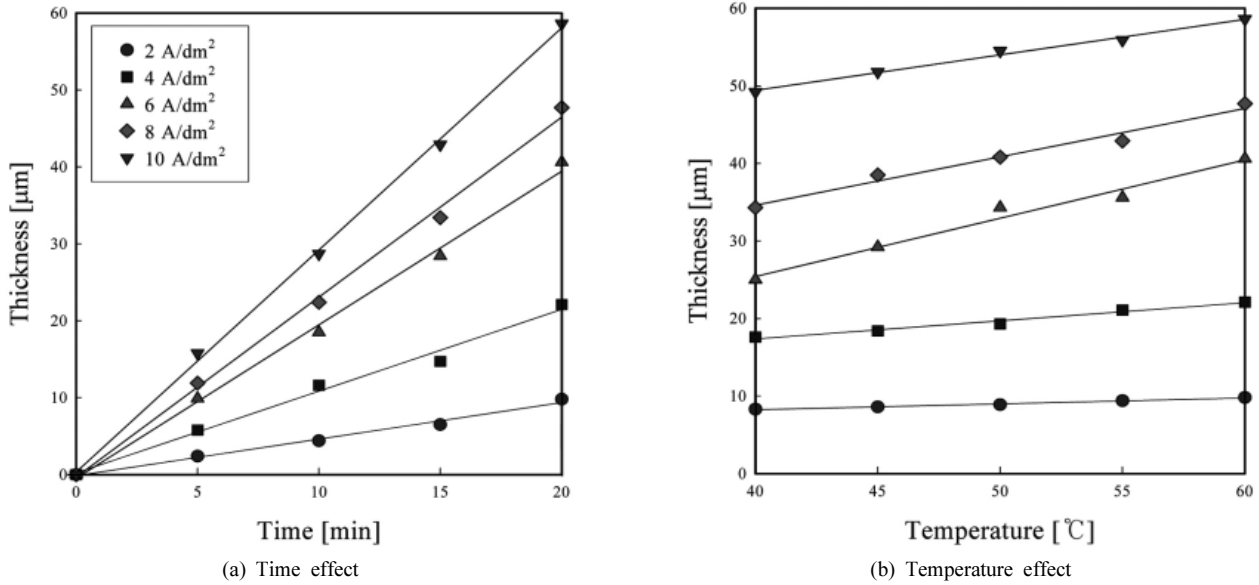 60
50
40
30
20
10
0
Thickness [μm]
2 A/dm²
4 A/dm²
6 A/dm²
8 A/dm²
10 A/dm²
0 5 10 15 20
Time [min]
(a) Time effect
60
50
40
30
20
10
0
Thickness [μm]
40 45 50 55 60
Temperature [℃]
(b) Temperature effect